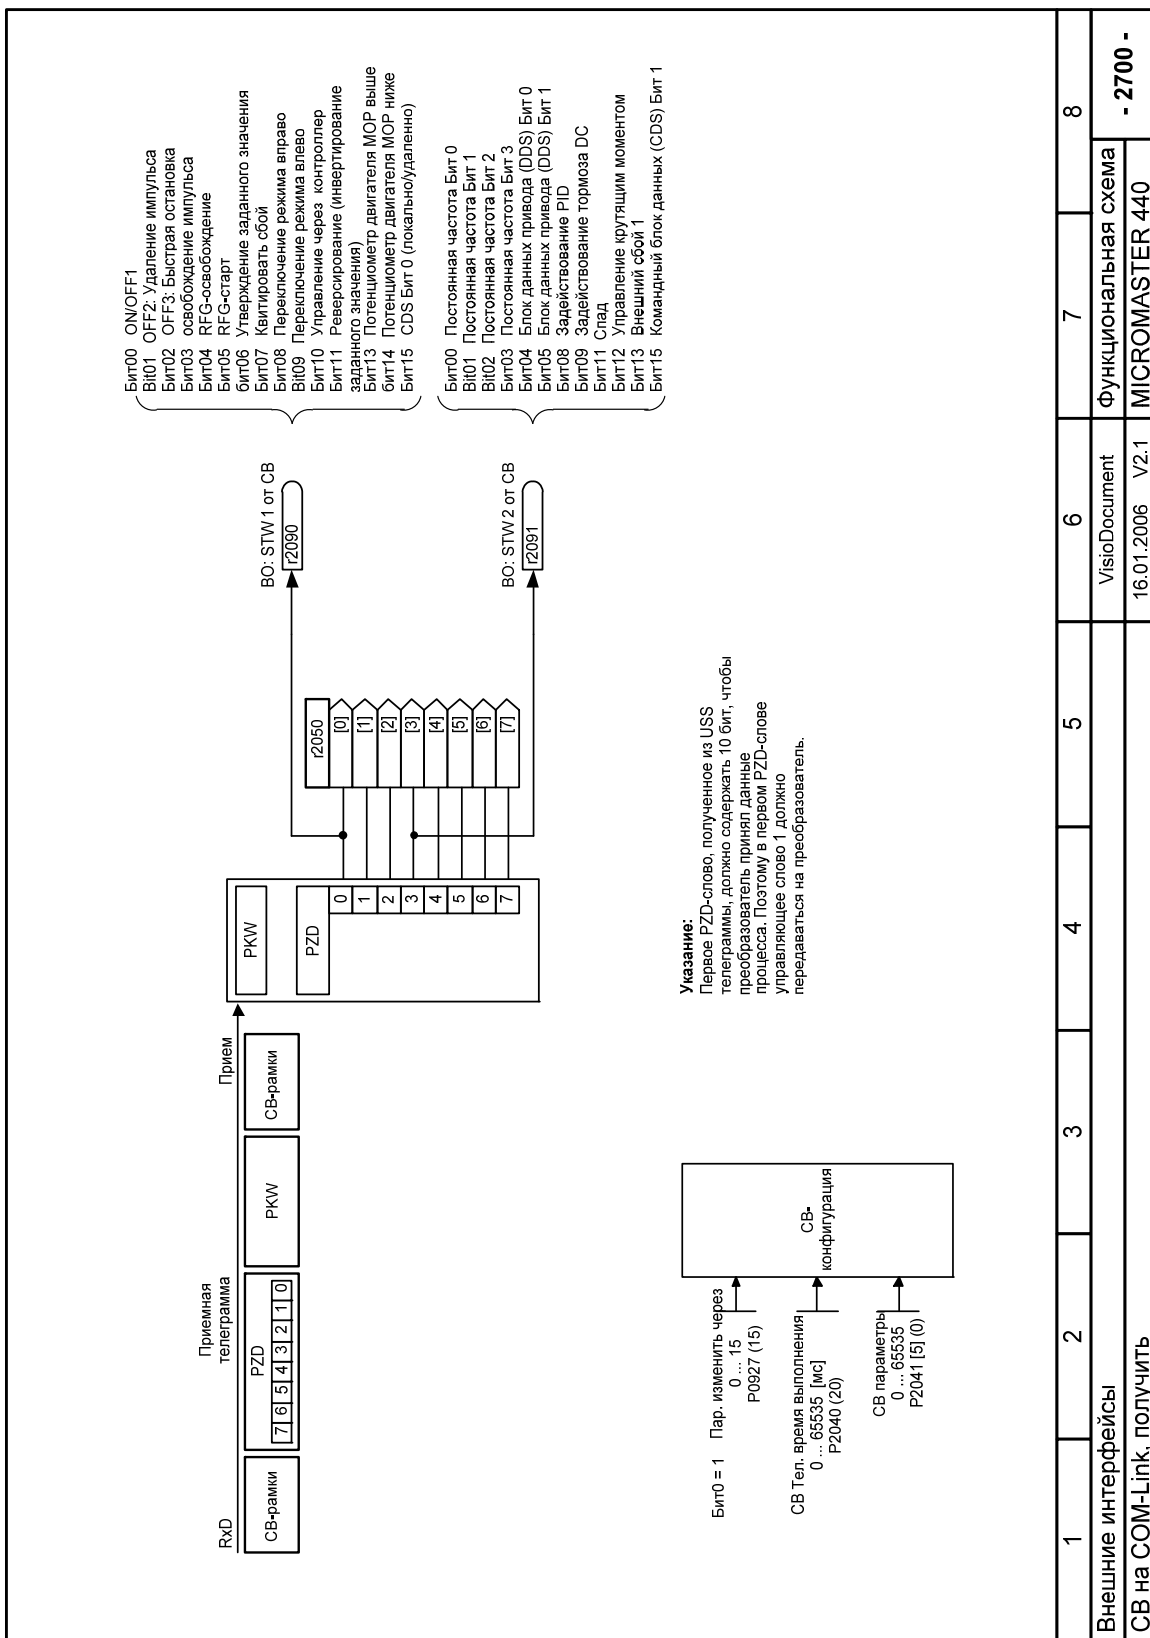 RxD
Приемная
телеграмма
Прием
CB-рамки
PZD
7 6 5 4 3 2 1 0
PKW
CB-рамки
PKW
PZD
0
1
2
3
4
5
6
7
r2050
[0]
[1]
[2]
[3]
[4]
[5]
[6]
[7]
BO: STW 1 от CB
r2090
BO: STW 2 от CB
r2091
Бит00 ON/OFF1
Bit01 OFF2: Удаление импульса
Бит02 OFF3: Быстрая остановка
Бит03 освобождение импульса
Бит04 RFG-освобождение
Бит05 RFG-старт
бит06 Утверждение заданного значения
Бит07 Квитировать сбой
Бит08 Переключение режима вправо
Bit09 Переключение режима влево
Бит10 Управление через контроллер
Бит11 Реверсирование (инвертирование
заданного значения)
Бит13 Потенциометр двигателя MOP выше
бит14 Потенциометр двигателя MOP ниже
Бит15 CDS Бит 0 (локально/удаленно)
Бит00 Постоянная частота Бит 0
Bit01 Постоянная частота Бит 1
Bit02 Постоянная частота Бит 2
Бит03 Постоянная частота Бит 3
Бит04 Блок данных привода (DDS) Бит 0
Бит05 Блок данных привода (DDS) Бит 1
Бит08 Задействование PID
Бит09 Задействование тормоза DC
Бит11 Спад
Бит12 Управление крутящим моментом
Бит13 Внешний сбой 1
Бит15 Командный блок данных (CDS) Бит 1
Бит0 = 1 Пар. изменить через
0 ... 15
P0927 (15)
CB Тел. время выполнения
0 ... 65535 [мс]
P2040 (20)
CB параметры
0 ... 65535
P2041 [5] (0)
CB-
конфигурация
Указание:
Первое PZD-слово, полученное из USS
телеграммы, должно содержать 10 бит, чтобы
преобразователь принял данные
процесса. Поэтому в первом PZD-слове
управляющее слово 1 должно
передаваться на преобразователь.
1 2 3 4 5 6 7 8
Внешние интерфейсы
VisioDocument
Функциональная схема
- 2700 -
CB на COM-Link, получить
16.01.2006 V2.1
MICROMASTER 440